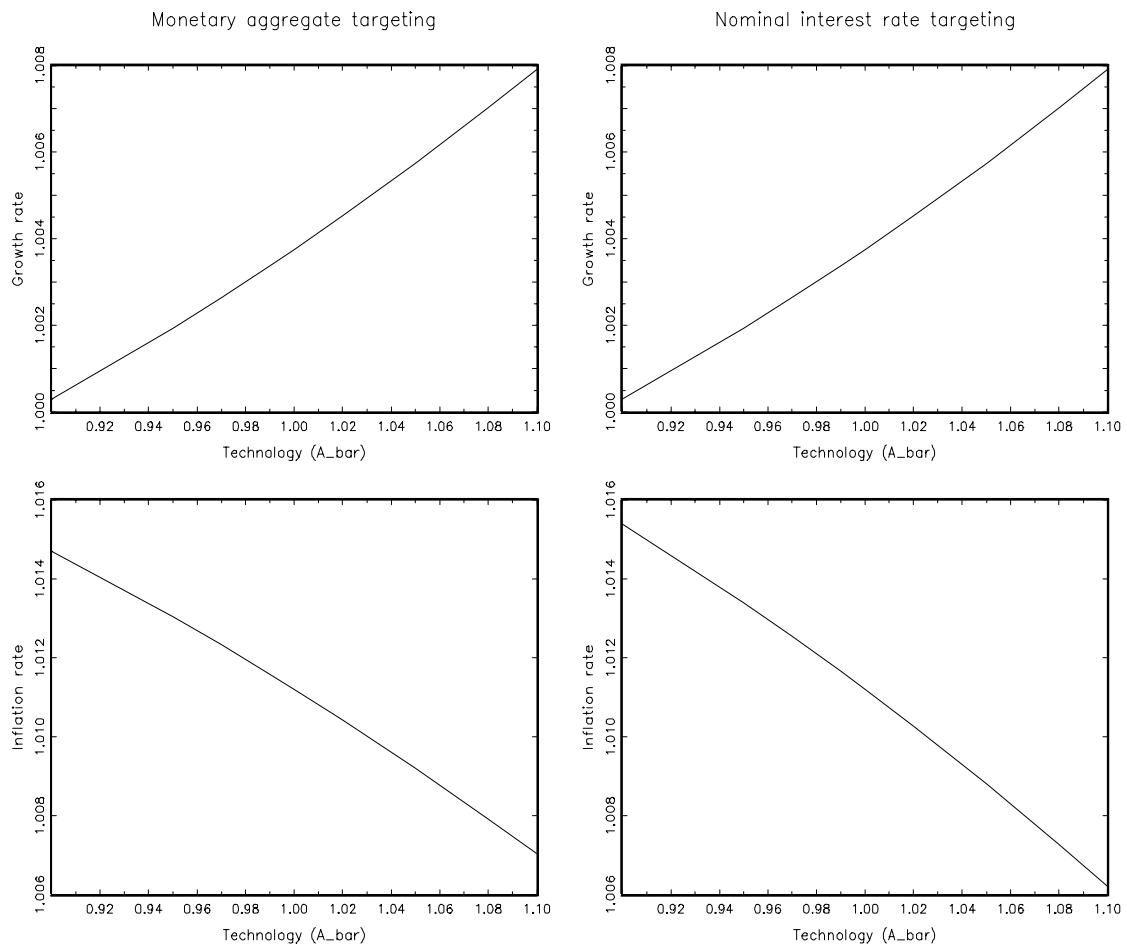 Monetary aggregate targeting
Growth rate
1.008
1.006
1.004
1.002
1.000
0.92 0.94 0.96 0.98 1.00 1.02 1.04 1.06 1.08 1.10
Technology (A_bar)
Nominal interest rate targeting
Growth rate
1.008
1.006
1.004
1.002
1.000
0.92 0.94 0.96 0.98 1.00 1.02 1.04 1.06 1.08 1.10
Technology (A_bar)
Inflation rate
1.016
1.014
1.012
1.010
1.008
1.006
0.92 0.94 0.96 0.98 1.00 1.02 1.04 1.06 1.08 1.10
Technology (A_bar)
Inflation rate
1.016
1.014
1.012
1.010
1.008
1.006
0.92 0.94 0.96 0.98 1.00 1.02 1.04 1.06 1.08 1.10
Technology (A_bar)